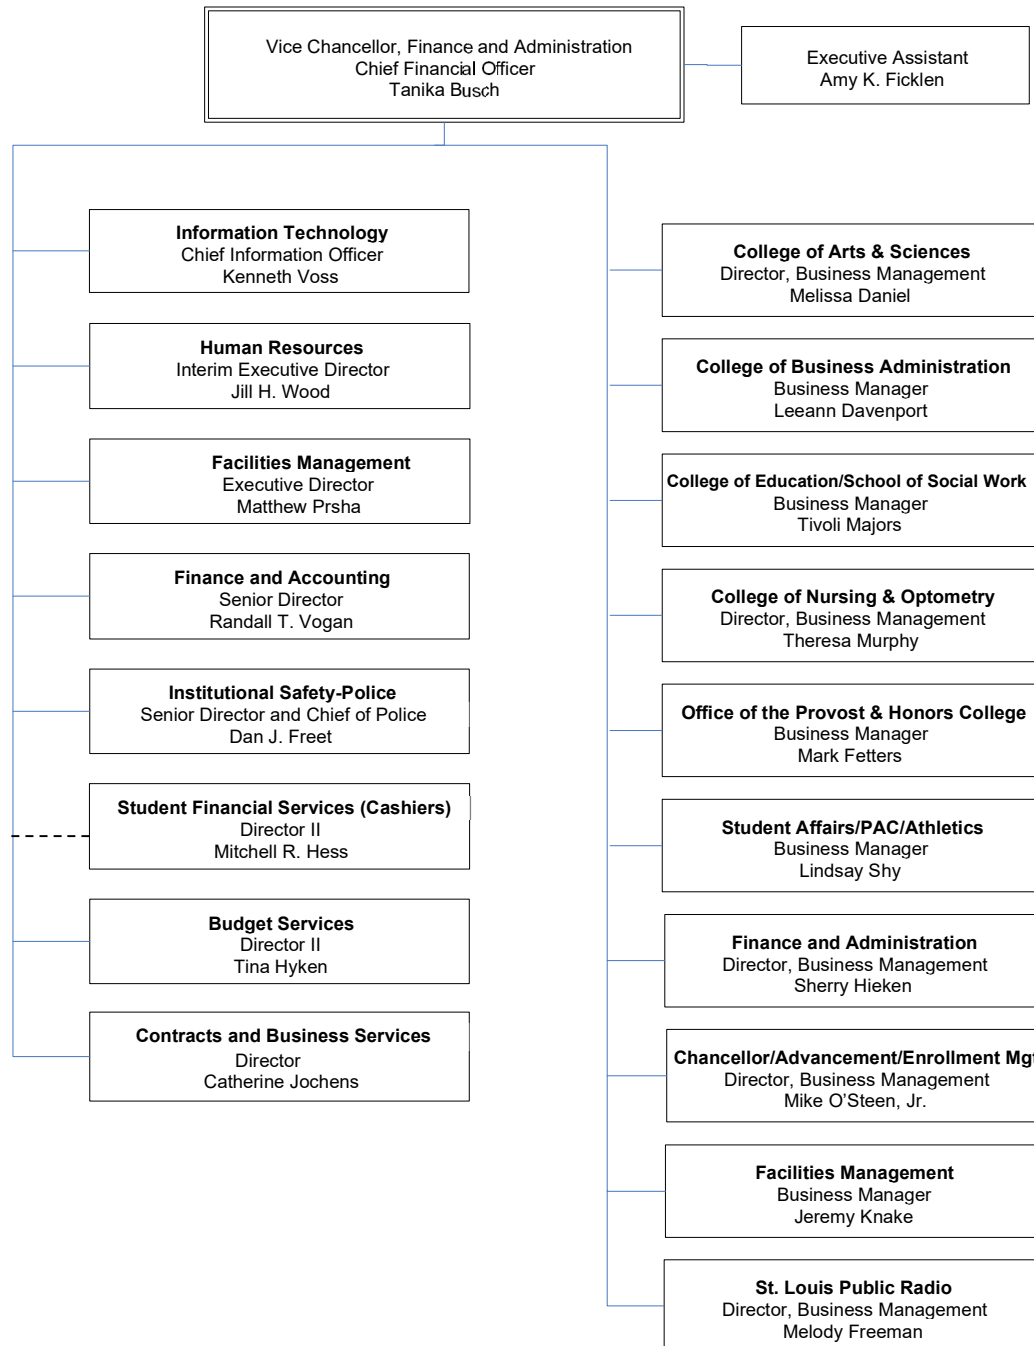 Vice Chancellor, Finance and Administration
Chief Financial Officer
Tanika Busch
Executive Assistant
Amy K. Ficklen
Information Technology
Chief Information Officer
Kenneth Voss
Human Resources
Interim Executive Director
Jill H. Wood
Facilities Management
Executive Director
Matthew Prsha
Finance and Accounting
Senior Director
Randall T. Vogan
Institutional Safety-Police
Senior Director and Chief of Police
Dan J. Freet
Student Financial Services (Cashiers)
Director II
Mitchell R. Hess
Budget Services
Director II
Tina Hyken
Contracts and Business Services
Director
Catherine Jochens
College of Arts & Sciences
Director, Business Management
Melissa Daniel
College of Business Administration
Business Manager
Leeann Davenport
College of Education/School of Social Work
Business Manager
Tivoli Majors
College of Nursing & Optometry
Director, Business Management
Theresa Murphy
Office of the Provost & Honors College
Business Manager
Mark Fetters
Student Affairs/PAC/Athletics
Business Manager
Lindsay Shy
Finance and Administration
Director, Business Management
Sherry Hieken
Chancellor/Advancement/Enrollment Mgt
Director, Business Management
Mike O'Steen, Jr.
Facilities Management
Business Manager
Jeremy Knake
St. Louis Public Radio
Director, Business Management
Melody Freeman